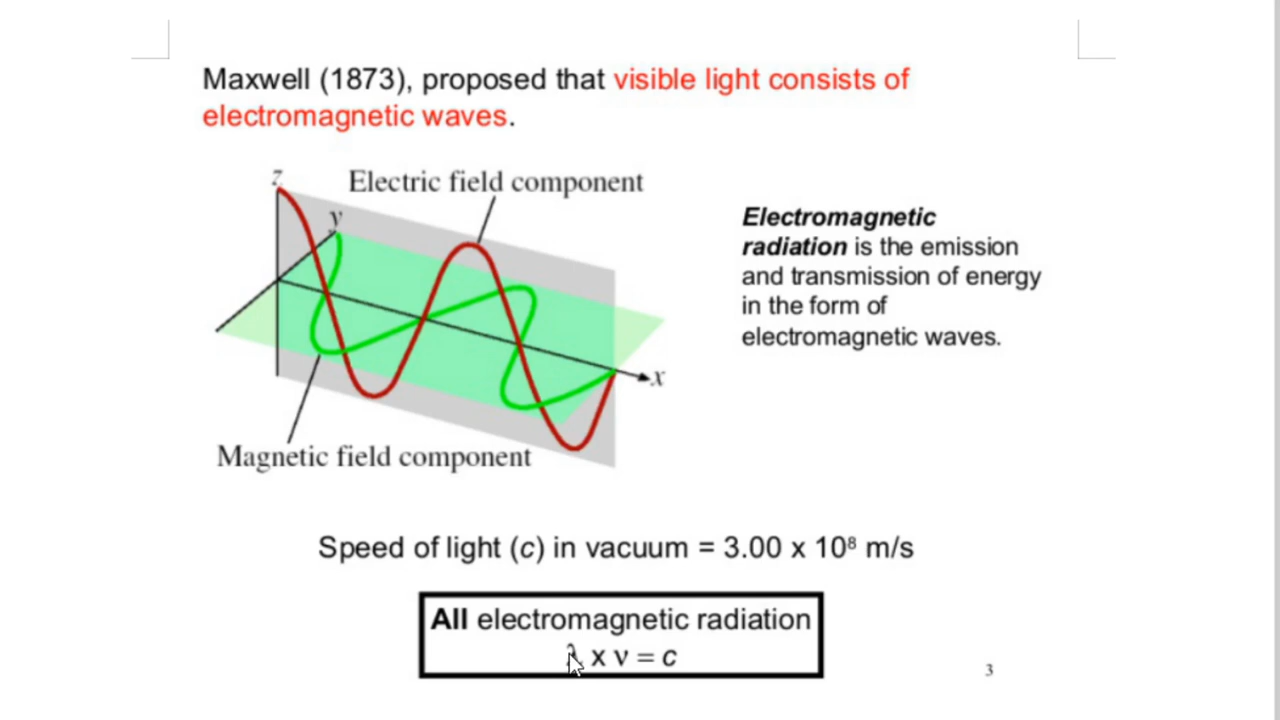 Maxwell (1873), proposed that visible light consists of
electromagnetic waves.
z
Electric field component
y
Electromagnetic
radiation is the emission
and transmission of energy
in the form of
electromagnetic waves.
x
Magnetic field component
Speed of light (c) in vacuum = 3.00 x 10⁸ m/s
All electromagnetic radiation
λ x ν = c
3